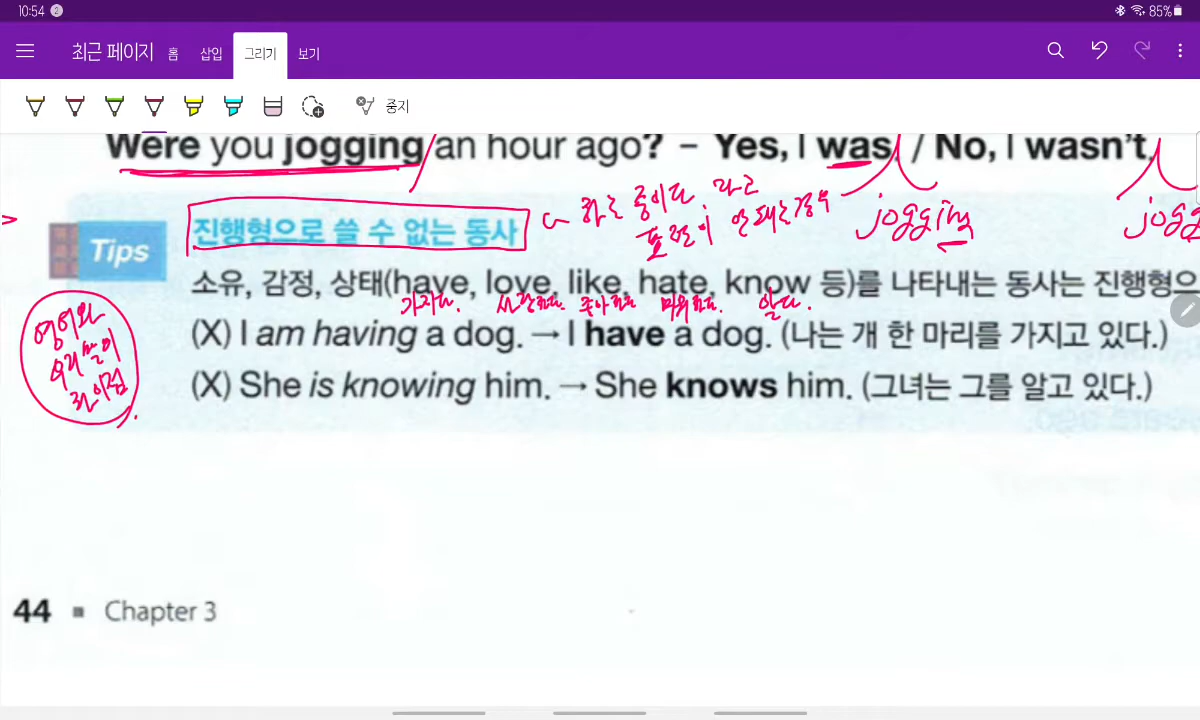 10:54 2 85%
최근 페이지 홈 삽입 그리기 보기
중지
Were you jogging an hour ago? – Yes, I was. / No, I wasn't.
jogging jogg
하는 중이다. 라고
표현이 안 돼는 경우
Tips 진행형으로 쓸 수 없는 동사
소유, 감정, 상태(have, love, like, hate, know 등)를 나타내는 동사는 진행형으
가지다. 사랑하다. 좋아하다 미워하다. 알다.
(X) I am having a dog. → I have a dog. (나는 개 한 마리를 가지고 있다.)
(X) She is knowing him. → She knows him. (그녀는 그를 알고 있다.)
영어와
우리말이
44 ■ Chapter 3